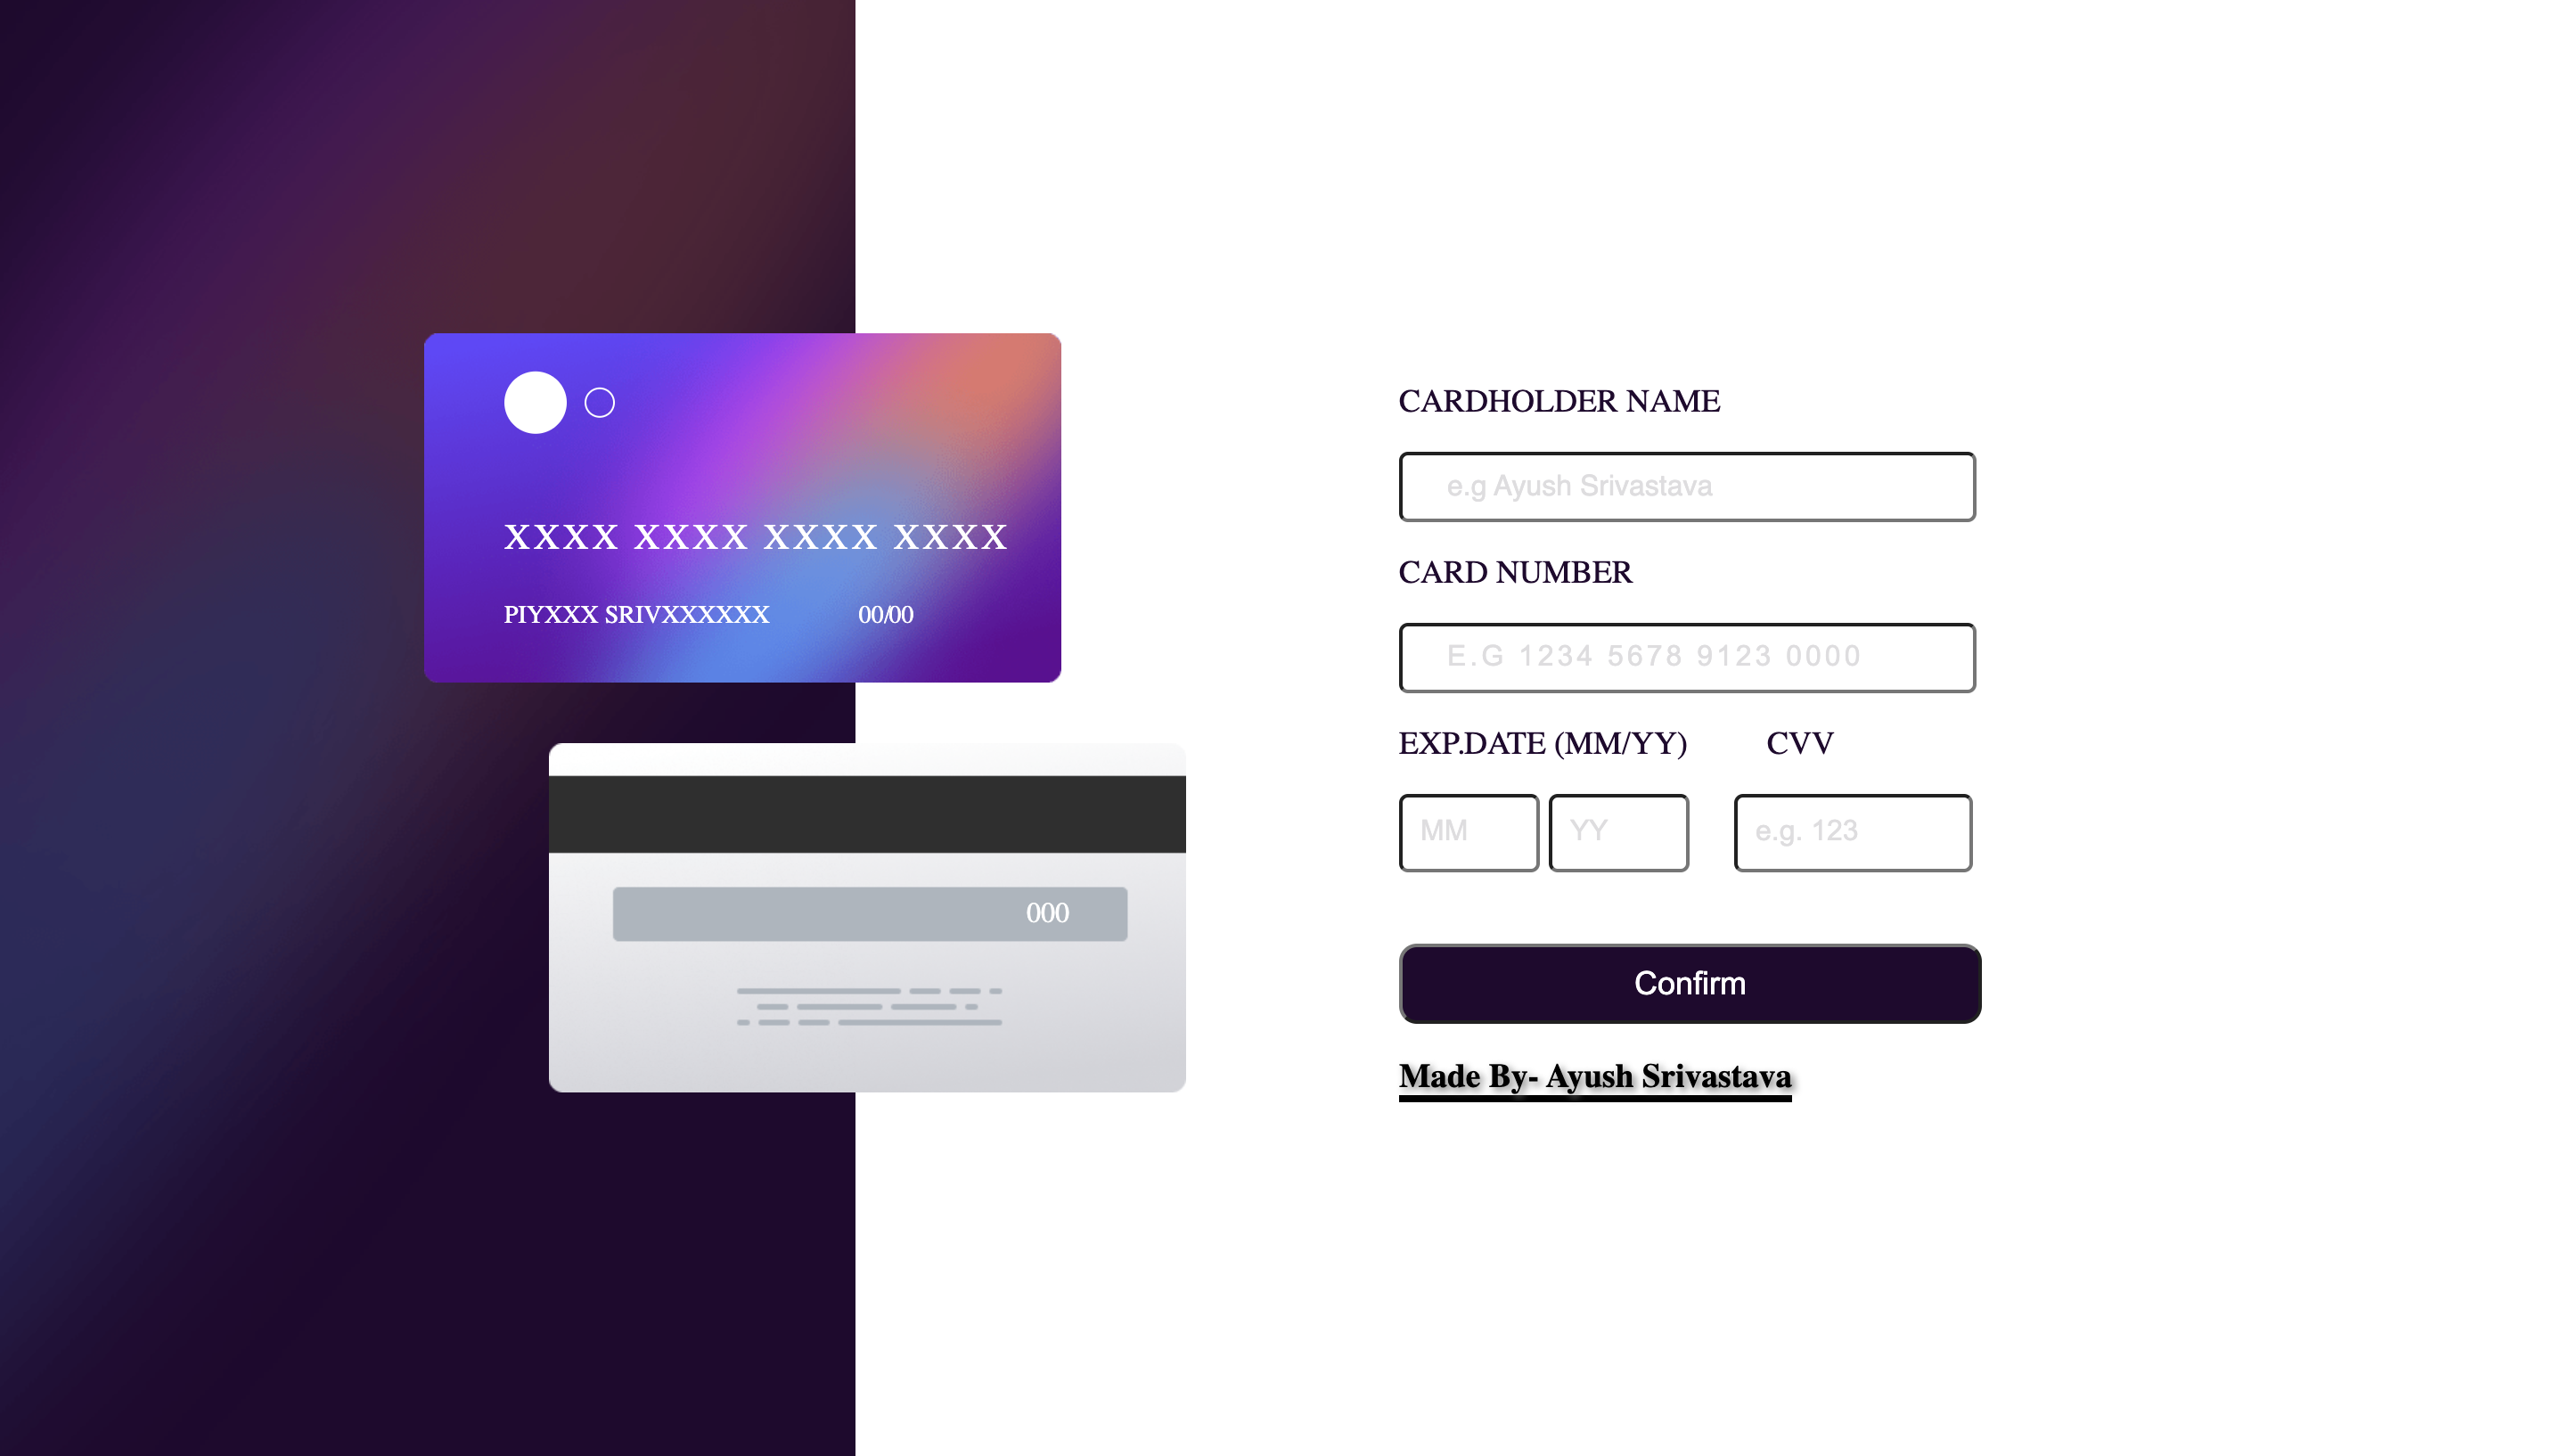 XXXX XXXX XXXX XXXX
PIYXXX SRIVXXXXXX 00/00
000
CARDHOLDER NAME
e.g Ayush Srivastava
CARD NUMBER
E.G 1234 5678 9123 0000
EXP.DATE (MM/YY) CVV
MM YY e.g. 123
Confirm
Made By- Ayush Srivastava